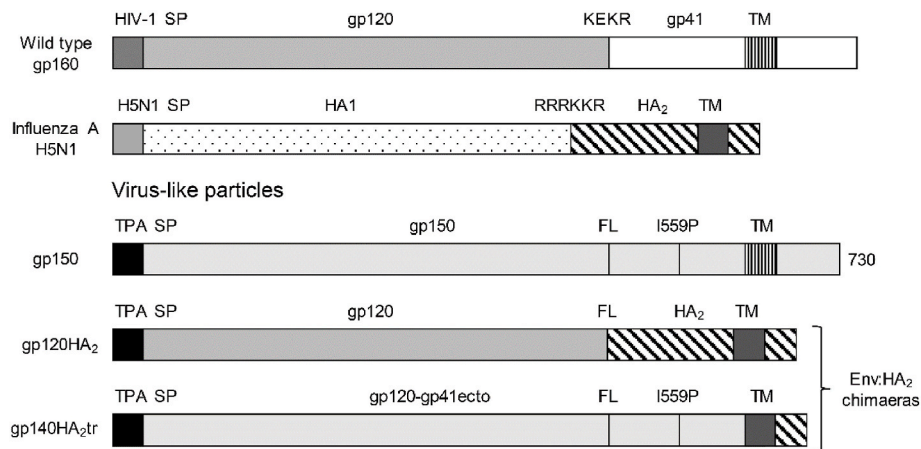 HIV-1 SP gp120 KEKR gp41 TM
Wild type
gp160
H5N1 SP HA1 RRRKKR HA₂ TM
Influenza A
H5N1
Virus-like particles
TPA SP gp150 FL I559P TM
gp150
730
TPA SP gp120 FL HA₂ TM
gp120HA₂
Env:HA₂
chimaeras
TPA SP gp120-gp41ecto FL I559P TM
gp140HA₂tr